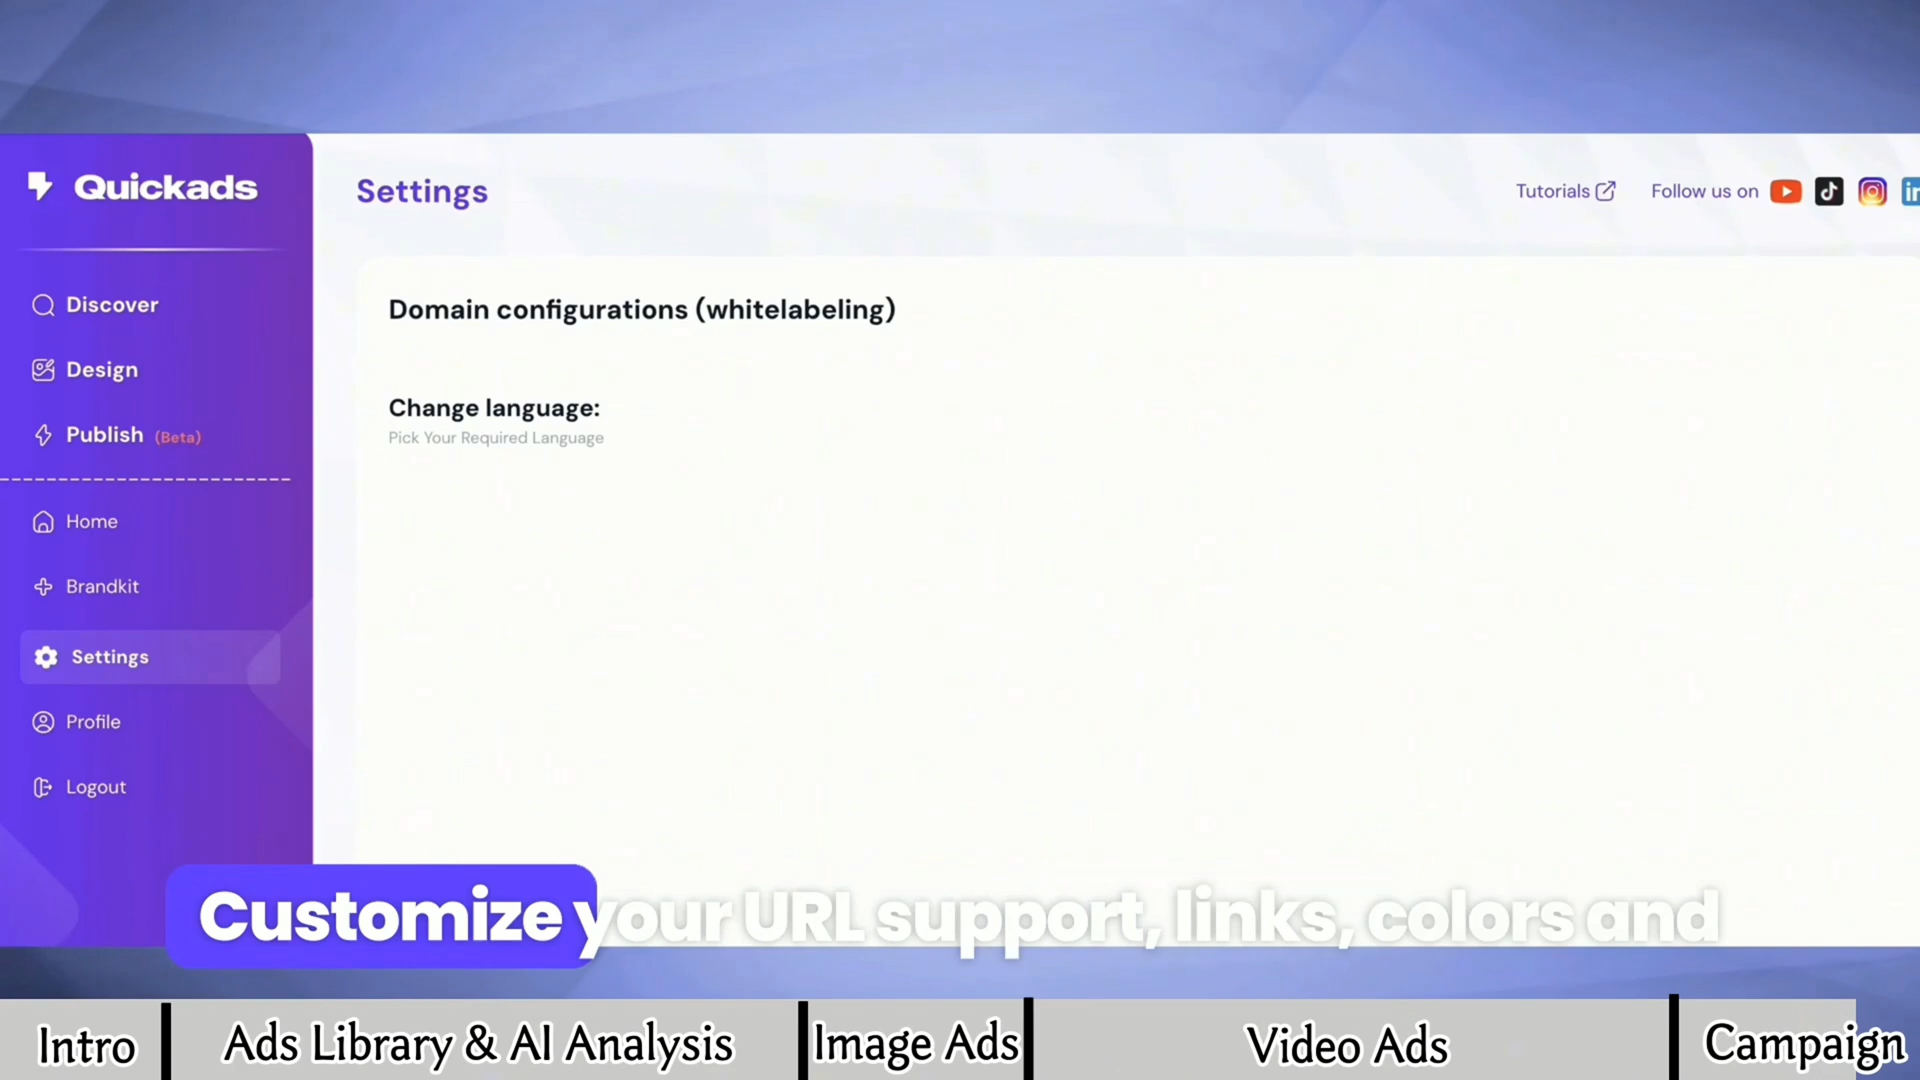 Quickads
Settings
Tutorials
Follow us on
Discover
Design
Publish (Beta)
Home
Brandkit
Settings
Profile
Logout
Domain configurations (whitelabeling)
Change language:
Pick Your Required Language
Customize your URL support, links, colors and
Intro
Ads Library & AI Analysis
Image Ads
Video Ads
Campaign